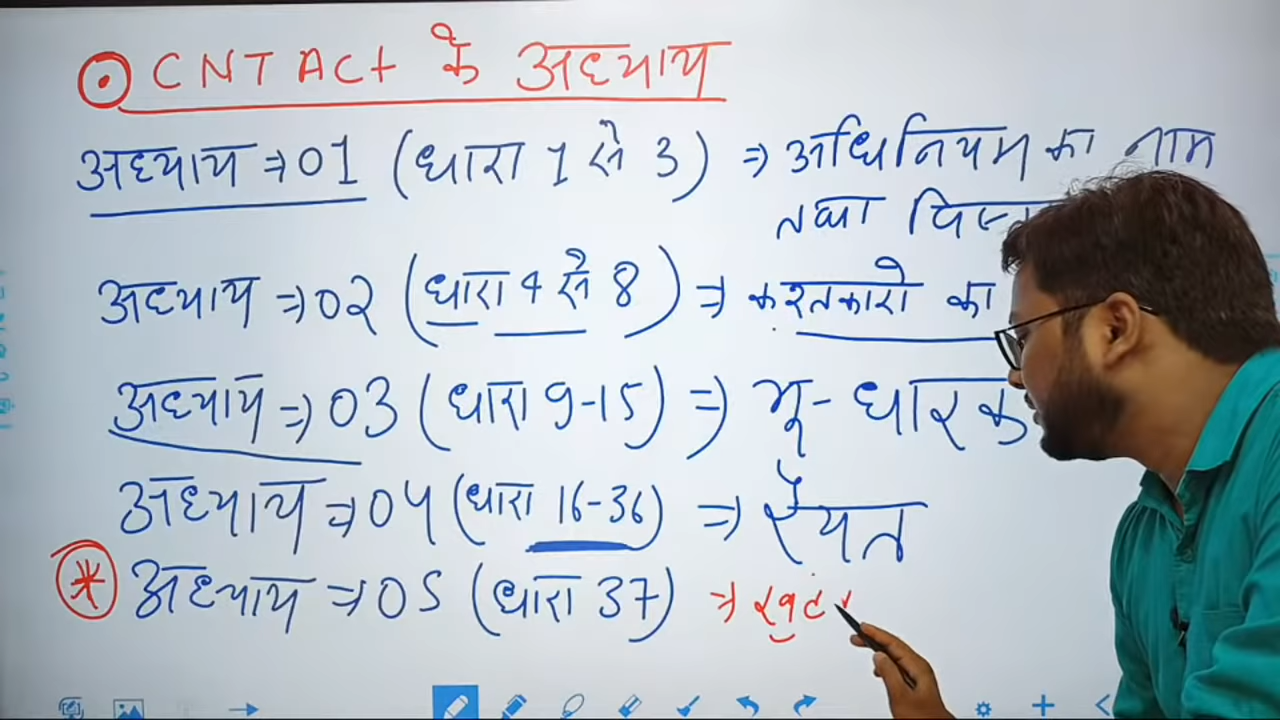 CNT Act के अध्याय
अध्याय ⇒ 01 (धारा 1 से 3) ⇒ अधिनियम का नाम
तथा
अध्याय ⇒ 02 (धारा 4 से 8) ⇒ कश्तकारो का
अध्याय ⇒ 03 (धारा 9-15) ⇒ भू-धारक
अध्याय ⇒ 04 (धारा 16-36) ⇒ रैयत
* अध्याय ⇒ 05 (धारा 37) ⇒